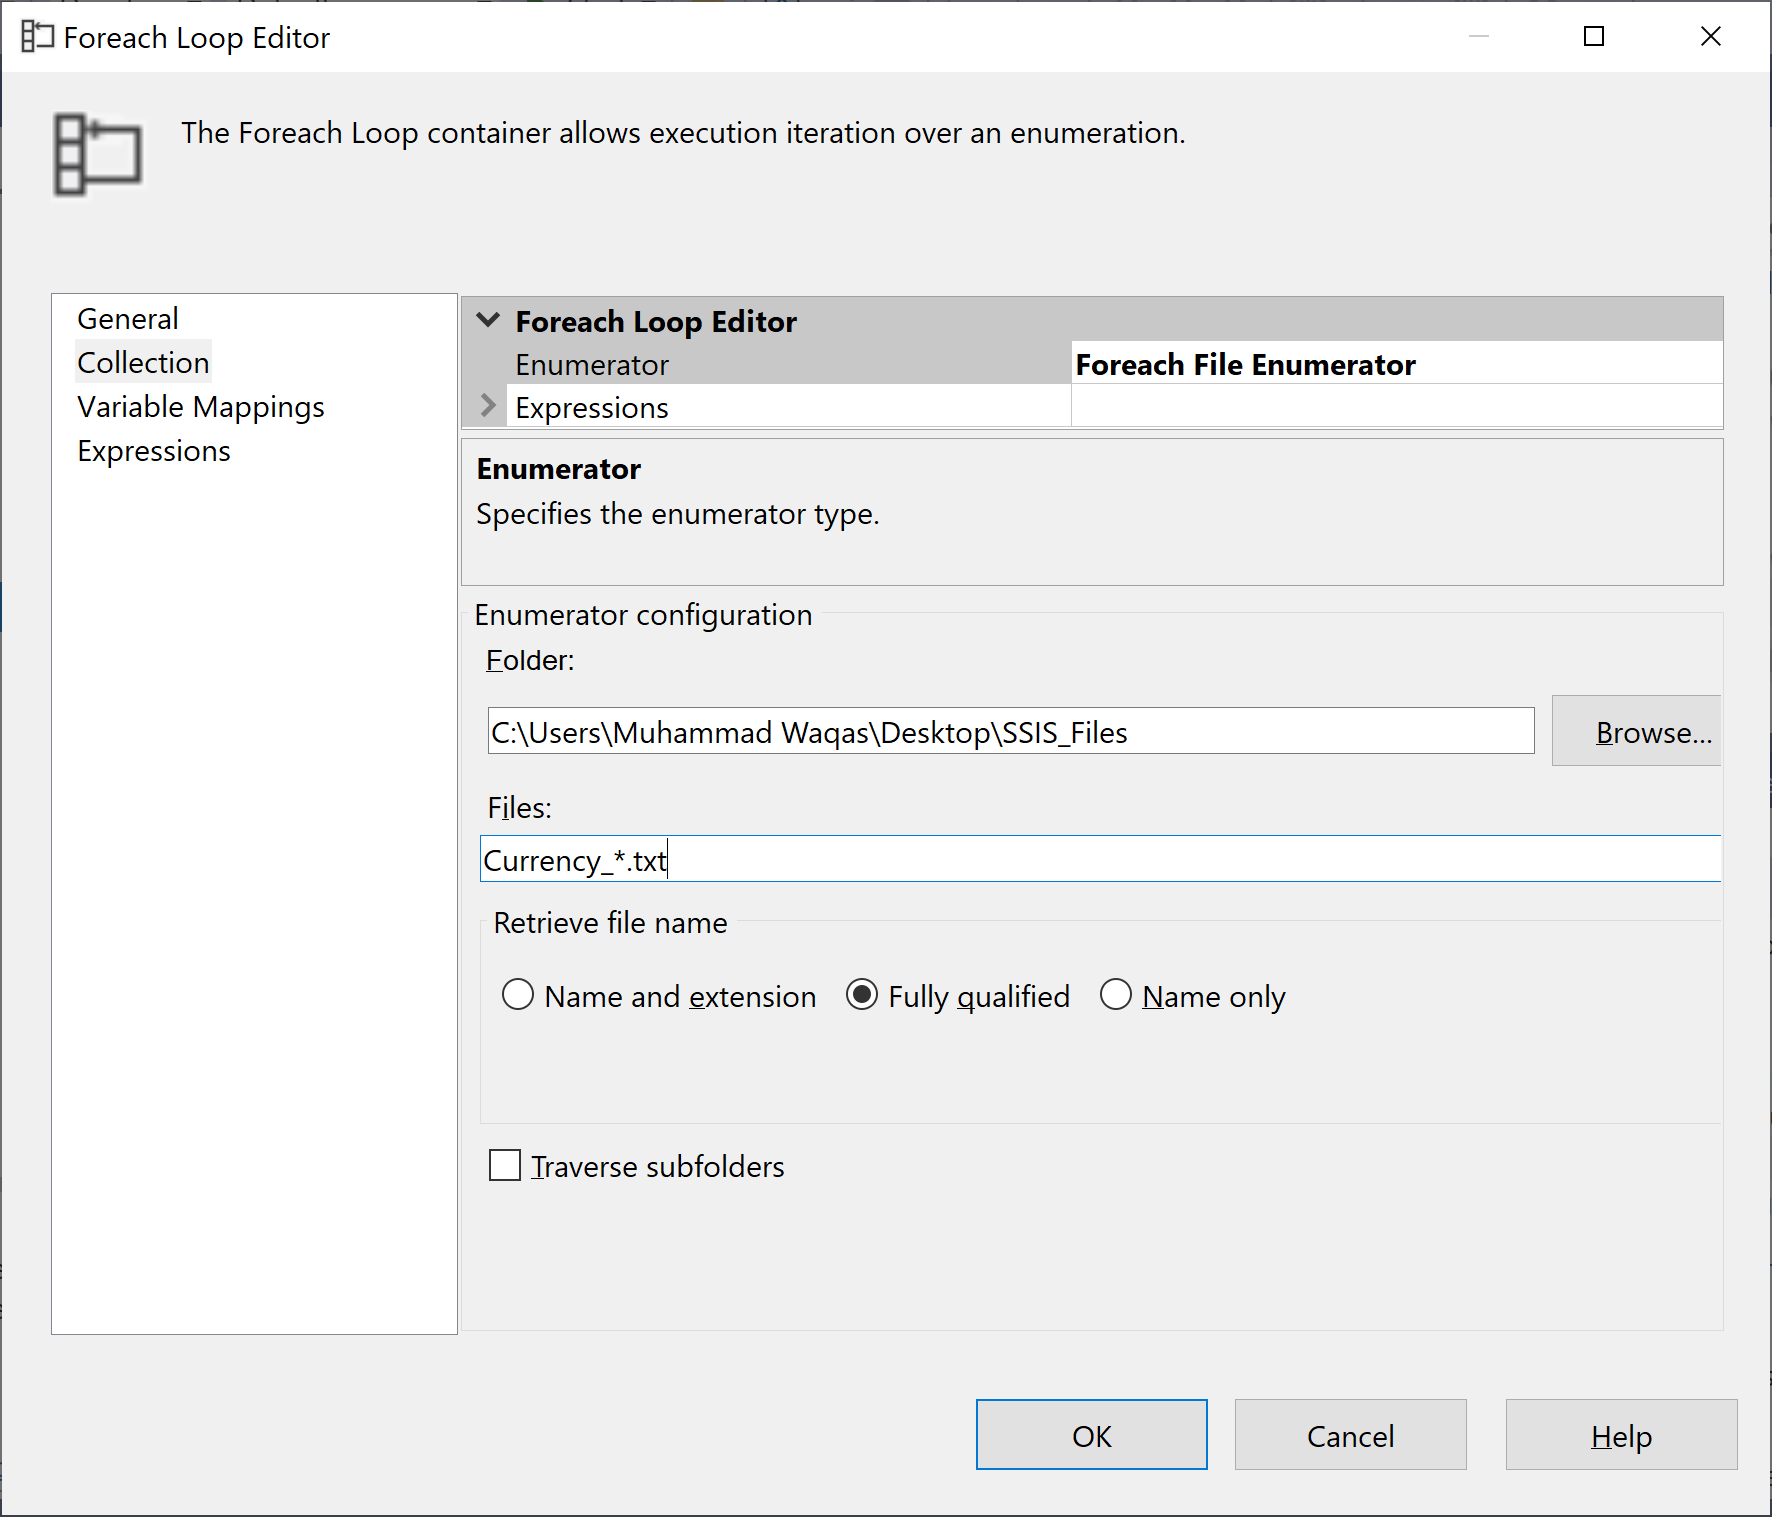 Foreach Loop Editor
The Foreach Loop container allows execution iteration over an enumeration.
General
Collection
Variable Mappings
Expressions
Foreach Loop Editor
Enumerator Foreach File Enumerator
Expressions
Enumerator
Specifies the enumerator type.
Enumerator configuration
Folder:
C:\Users\Muhammad Waqas\Desktop\SSIS_Files
Browse...
Files:
Currency_*.txt
Retrieve file name
Name and extension Fully qualified Name only
Traverse subfolders
OK Cancel Help